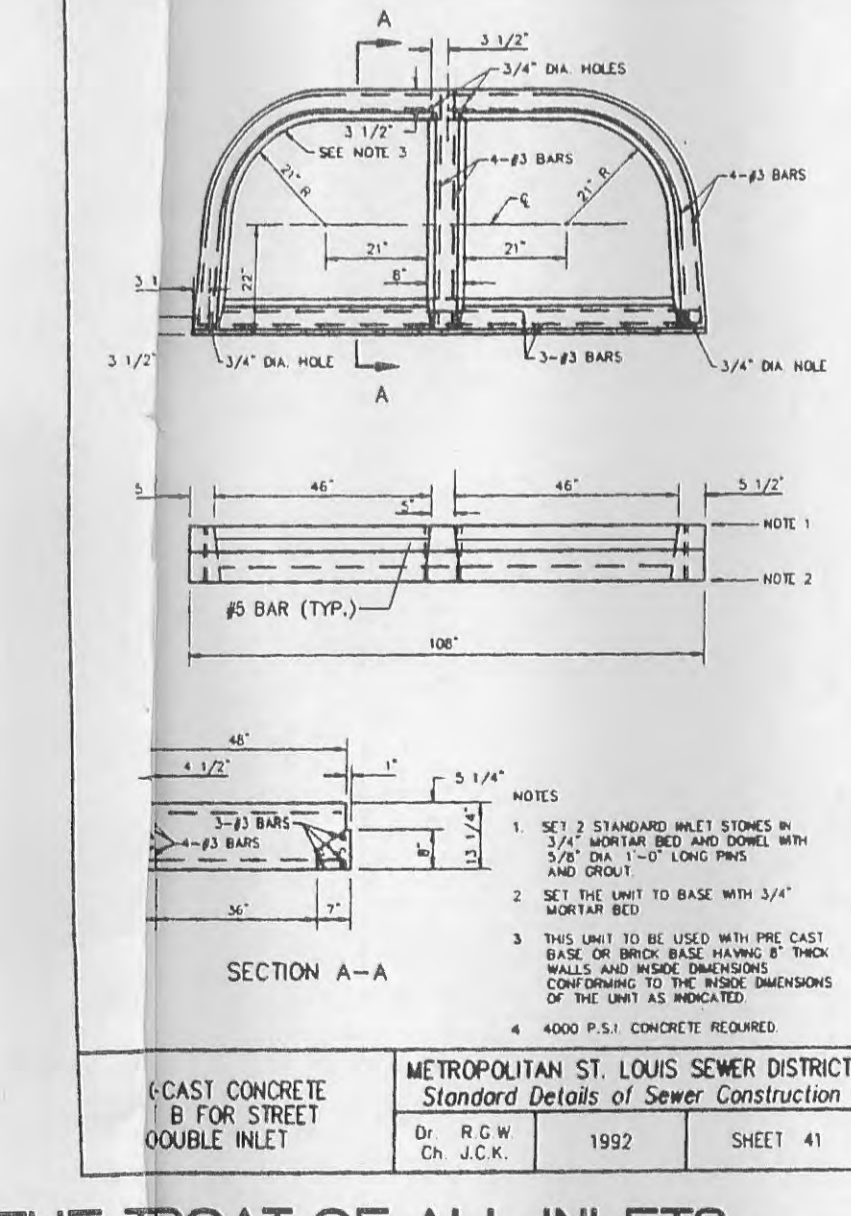 A
3 1/2"
3/4" DIA. HOLES
3 1/2"
SEE NOTE 3
4-#3 BARS
4-#3 BARS
21" R
21" R
℄
21"
21"
22"
8"
3 1
3 1/2"
3/4" DIA. HOLE
3-#3 BARS
3/4" DIA. HOLE
A
5
46"
46"
5 1/2"
5"
NOTE 1
NOTE 2
#5 BAR (TYP.)
108"
48"
4 1/2"
1"
5 1/4"
3-#3 BARS
4-#3 BARS
8"
13 1/4"
36"
7"
SECTION A-A
NOTES
1. SET 2 STANDARD INLET STONES IN
3/4" MORTAR BED AND DOWEL WITH
5/8" DIA 1'-0" LONG PINS
AND GROUT.
2 SET THE UNIT TO BASE WITH 3/4"
MORTAR BED
3 THIS UNIT TO BE USED WITH PRE CAST
BASE OR BRICK BASE HAVING 8" THICK
WALLS AND INSIDE DIMENSIONS
CONFORMING TO THE INSIDE DIMENSIONS
OF THE UNIT AS INDICATED.
4 4000 P.S.I. CONCRETE REQUIRED.
-CAST CONCRETE
B FOR STREET
DOUBLE INLET
METROPOLITAN ST. LOUIS SEWER DISTRICT
Standard Details of Sewer Construction
Dr. R.G.W.
Ch. J.C.K.
1992
SHEET 41
THE TROAT OF ALL INLETS